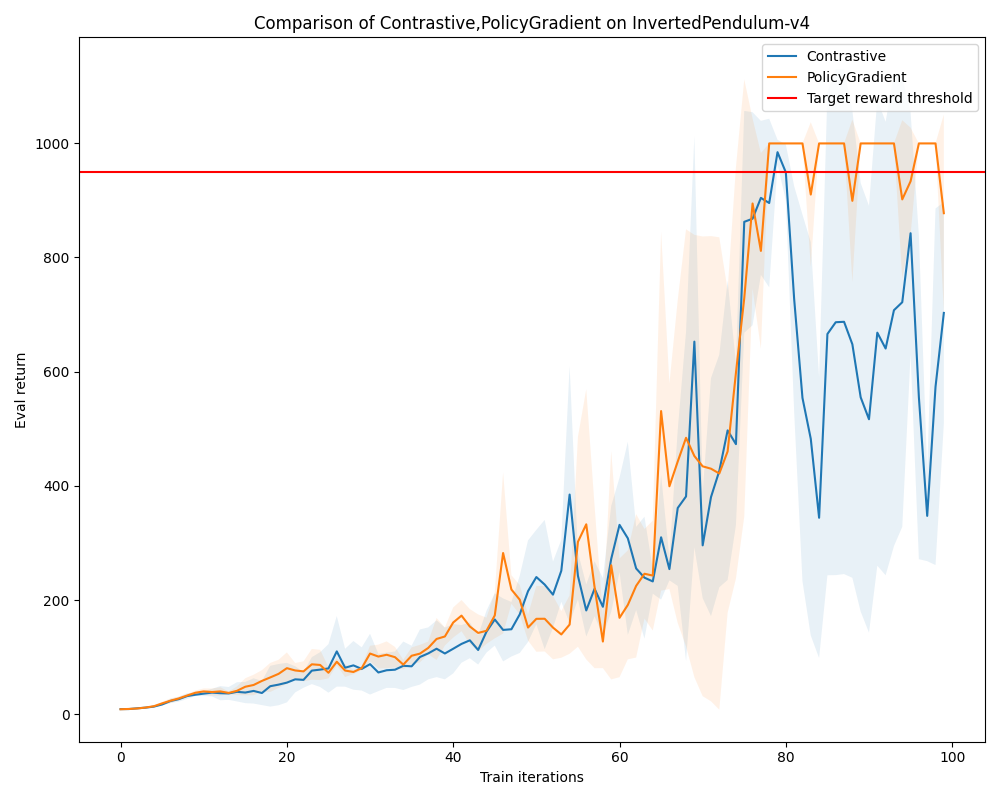 Comparison of Contrastive,PolicyGradient on InvertedPendulum-v4
Contrastive
PolicyGradient
Target reward threshold
1000
800
600
400
200
0
Eval return
0 20 40 60 80 100
Train iterations